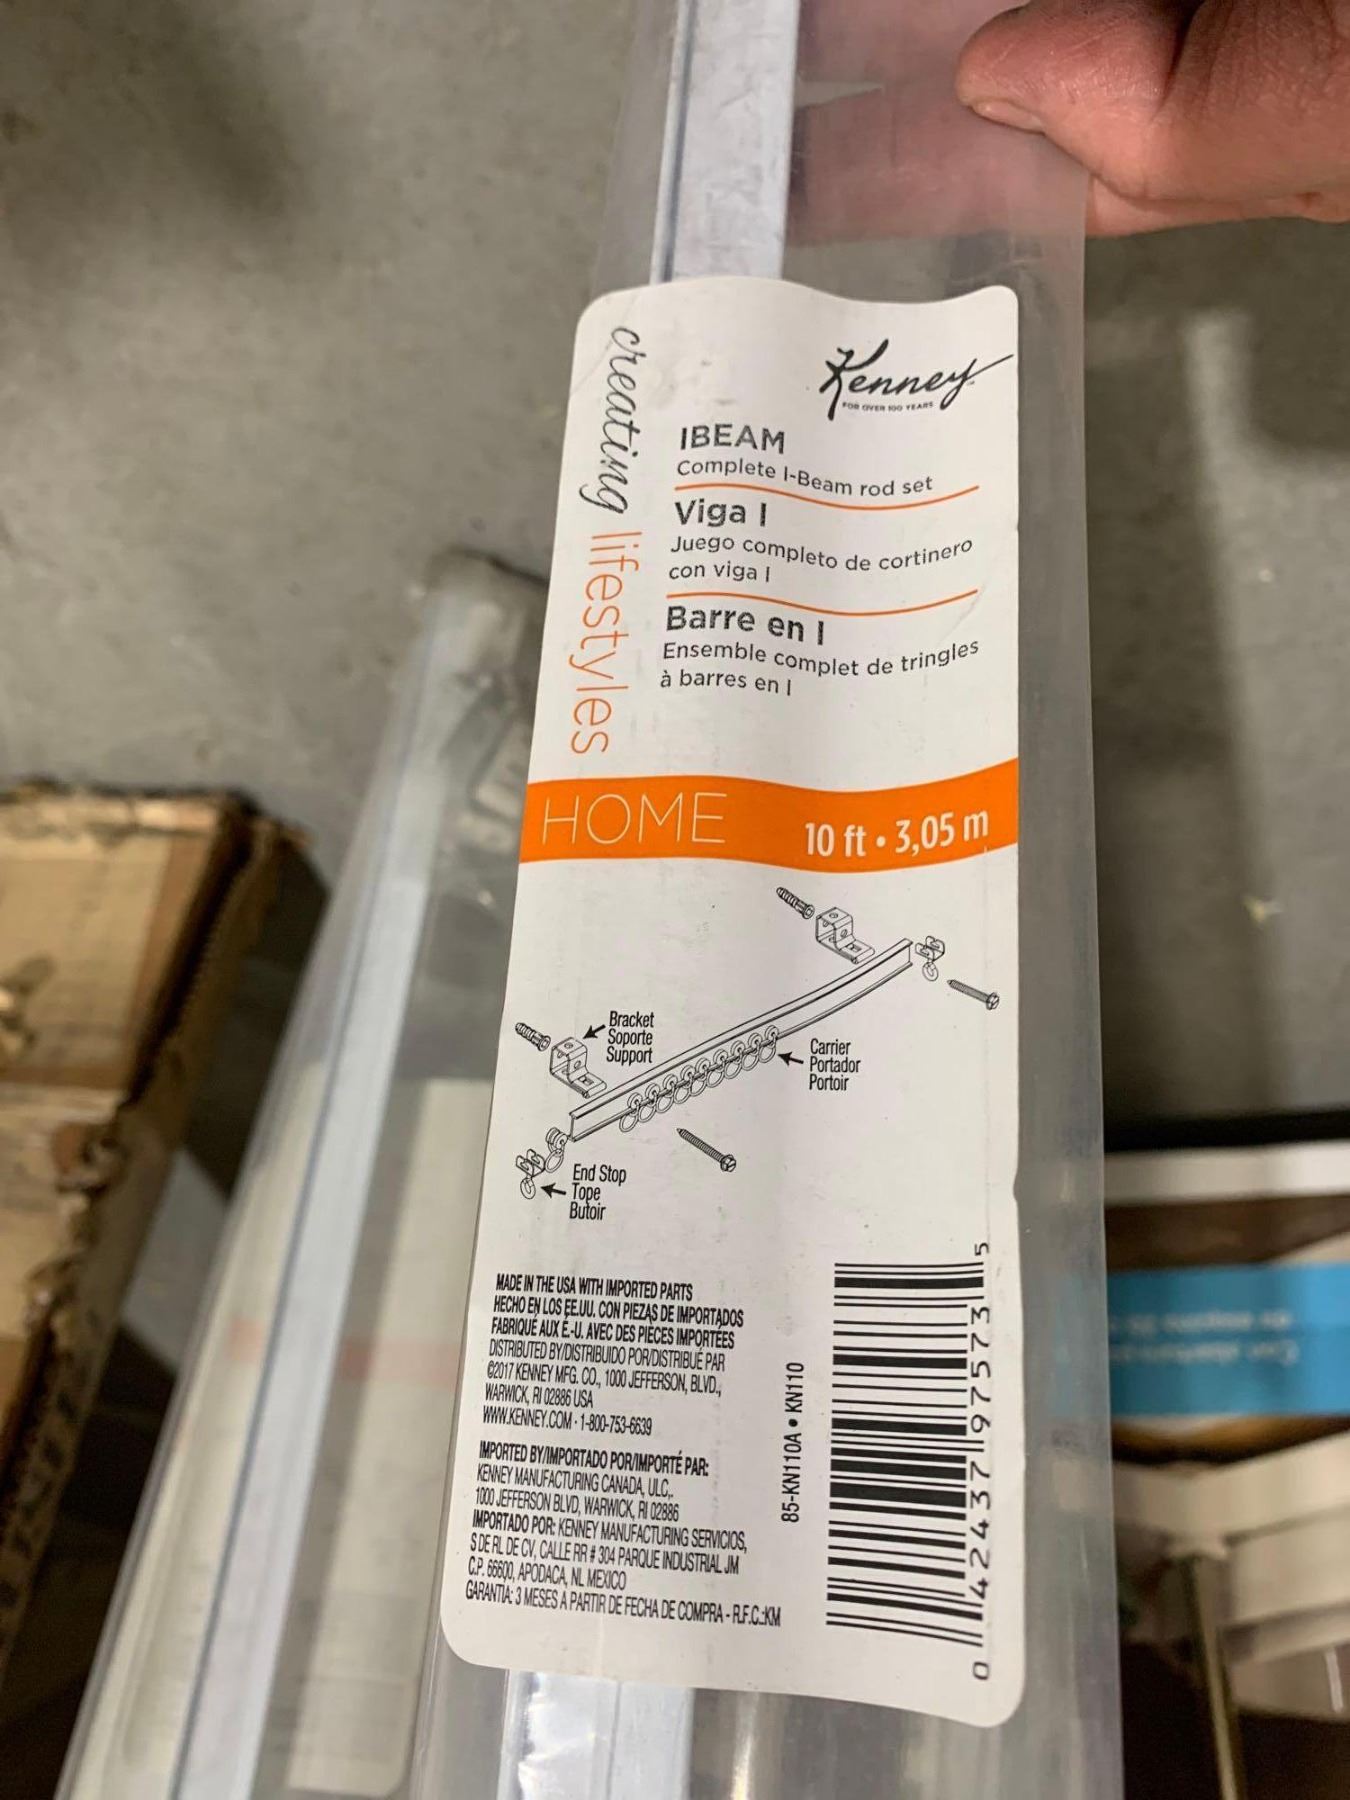 Kenney
FOR OVER 100 YEARS
creating lifestyles
IBEAM
Complete I-Beam rod set
Viga I
Juego completo de cortinero
con viga I
Barre en I
Ensemble complet de tringles
à barres en I
HOME
10 ft • 3,05 m
Bracket
Soporte
Support
Carrier
Portador
Portoir
End Stop
Tope
Butoir
MADE IN THE USA WITH IMPORTED PARTS
HECHO EN LOS EE.UU. CON PIEZAS DE IMPORTADOS
FABRIQUÉ AUX É.-U. AVEC DES PIÈCES IMPORTÉES
DISTRIBUTED BY/DISTRIBUIDO POR/DISTRIBUÉ PAR
©2017 KENNEY MFG. CO., 1000 JEFFERSON, BLVD.,
WARWICK, RI 02886 USA
WWW.KENNEY.COM · 1-800-753-6639
IMPORTED BY/IMPORTADO POR/IMPORTÉ PAR:
KENNEY MANUFACTURING CANADA, ULC,.
1000 JEFFERSON BLVD, WARWICK, RI 02886
IMPORTADO POR: KENNEY MANUFACTURING SERVICIOS,
S DE RL DE CV, CALLE RR # 304 PARQUE INDUSTRIAL JM
C.P. 66600, APODACA, NL MEXICO
GARANTIA: 3 MESES A PARTIR DE FECHA DE COMPRA - R.F.C.:KM
85-KN110A • KN110
0 42437 97573 5